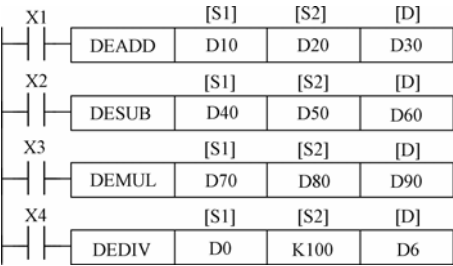 X1 [S1] [S2] [D]
DEADD D10 D20 D30
X2 [S1] [S2] [D]
DESUB D40 D50 D60
X3 [S1] [S2] [D]
DEMUL D70 D80 D90
X4 [S1] [S2] [D]
DEDIV D0 K100 D6